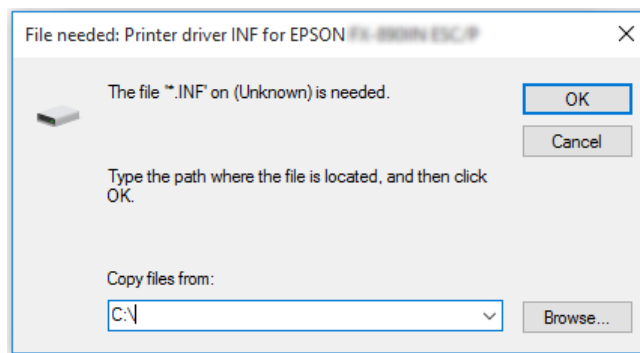 File needed: Printer driver INF for EPSON
The file '*.INF' on (Unknown) is needed.
OK
Cancel
Type the path where the file is located, and then click
OK.
Copy files from:
C:\
Browse...